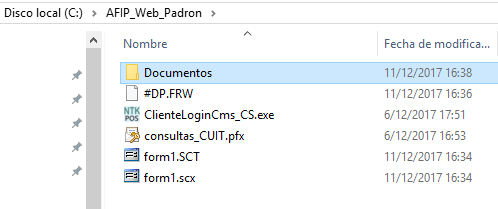 Disco local (C:) > AFIP_Web_Padron
Nombre Fecha de modifica...
Documentos 11/12/2017 16:38
#DP.FRW 11/12/2017 16:36
NTK POS ClienteLoginCms_CS.exe 6/12/2017 17:51
consultas_CUIT.pfx 6/12/2017 16:53
form1.SCT 11/12/2017 16:34
form1.scx 11/12/2017 16:34